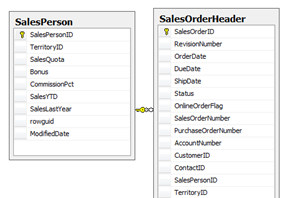 SalesPerson
SalesPersonID
TerritoryID
SalesQuota
Bonus
CommissionPct
SalesYTD
SalesLastYear
rowguid
ModifiedDate
SalesOrderHeader
SalesOrderID
RevisionNumber
OrderDate
DueDate
ShipDate
Status
OnlineOrderFlag
SalesOrderNumber
PurchaseOrderNumber
AccountNumber
CustomerID
ContactID
SalesPersonID
TerritoryID